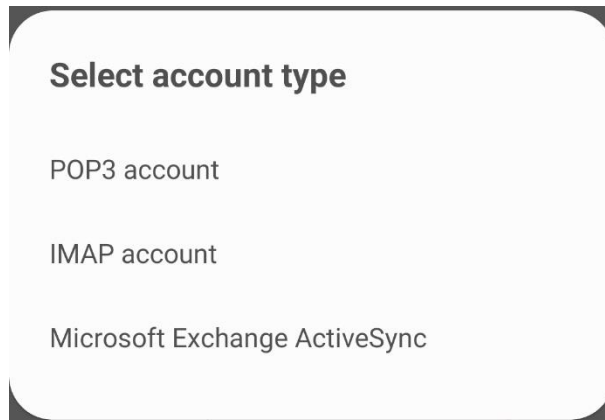 Select account type
POP3 account
IMAP account
Microsoft Exchange ActiveSync